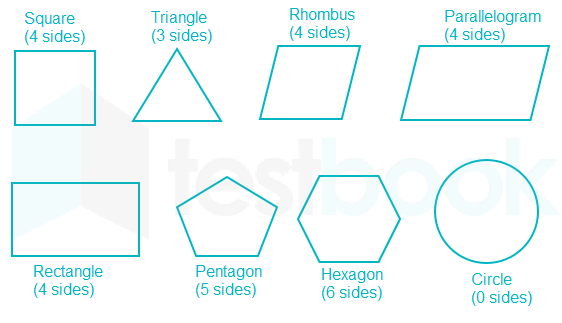 Square
(4 sides)
Triangle
(3 sides)
Rhombus
(4 sides)
Parallelogram
(4 sides)
testbook
Rectangle
(4 sides)
Pentagon
(5 sides)
Hexagon
(6 sides)
Circle
(0 sides)